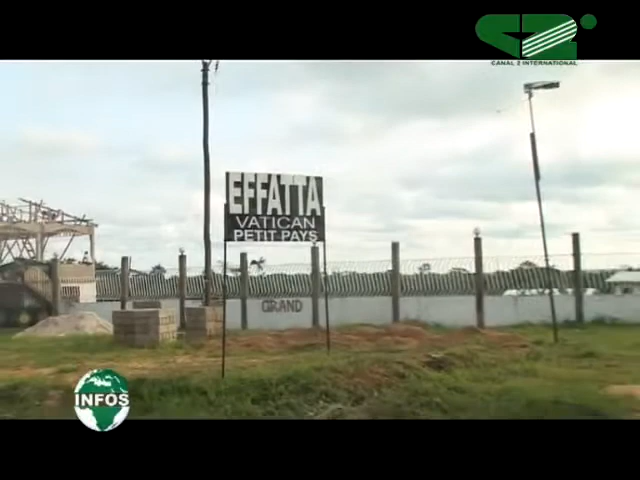 CANAL 2 INTERNATIONAL
EFFATTA
VATICAN
PETIT PAYS
GRAND
INFOS